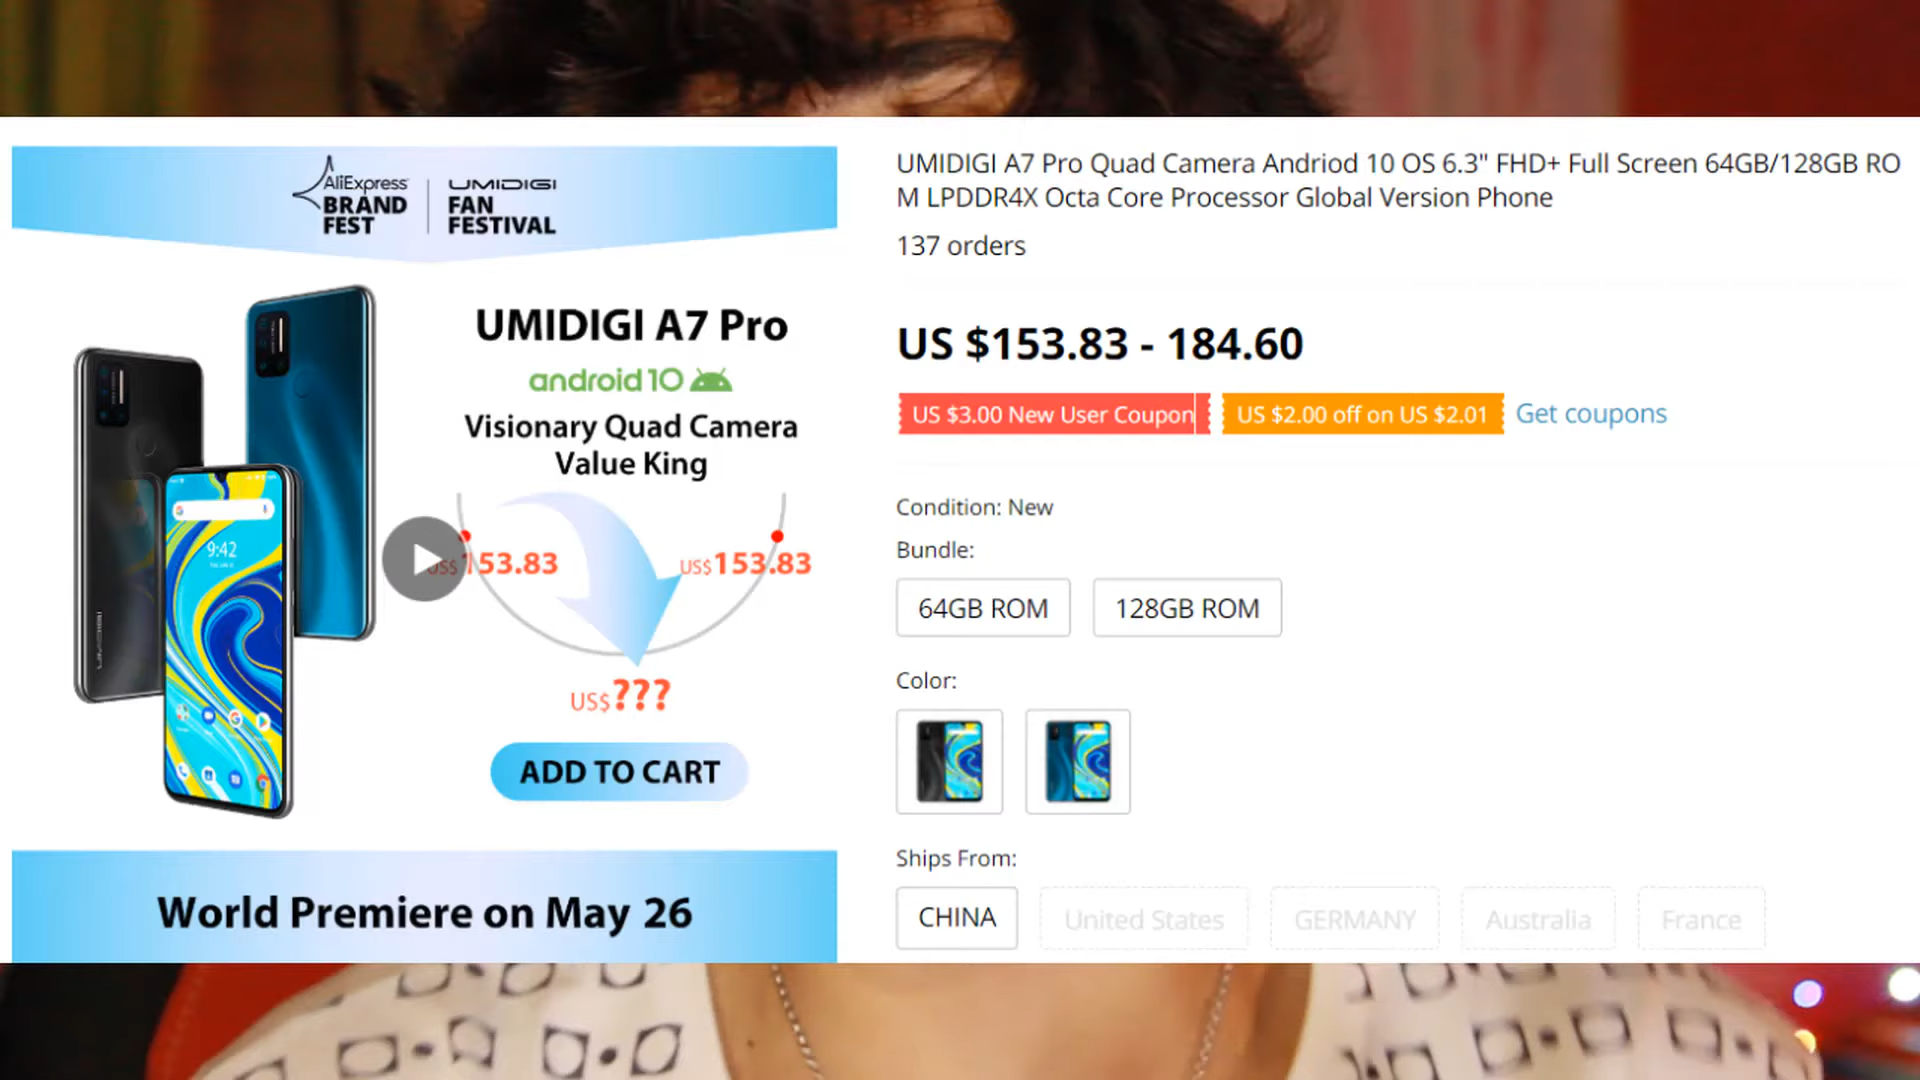 AliExpress
BRAND
FEST
UMIDIGI
FAN
FESTIVAL
UMIDIGI A7 Pro
android 10
Visionary Quad Camera
Value King
US$ 153.83
US$ 153.83
US$ ???
ADD TO CART
9:42
World Premiere on May 26
UMIDIGI A7 Pro Quad Camera Andriod 10 OS 6.3" FHD+ Full Screen 64GB/128GB RO
M LPDDR4X Octa Core Processor Global Version Phone
137 orders
US $153.83 - 184.60
US $3.00 New User Coupon
US $2.00 off on US $2.01
Get coupons
Condition: New
Bundle:
64GB ROM
128GB ROM
Color:
Ships From:
CHINA
United States
GERMANY
Australia
France